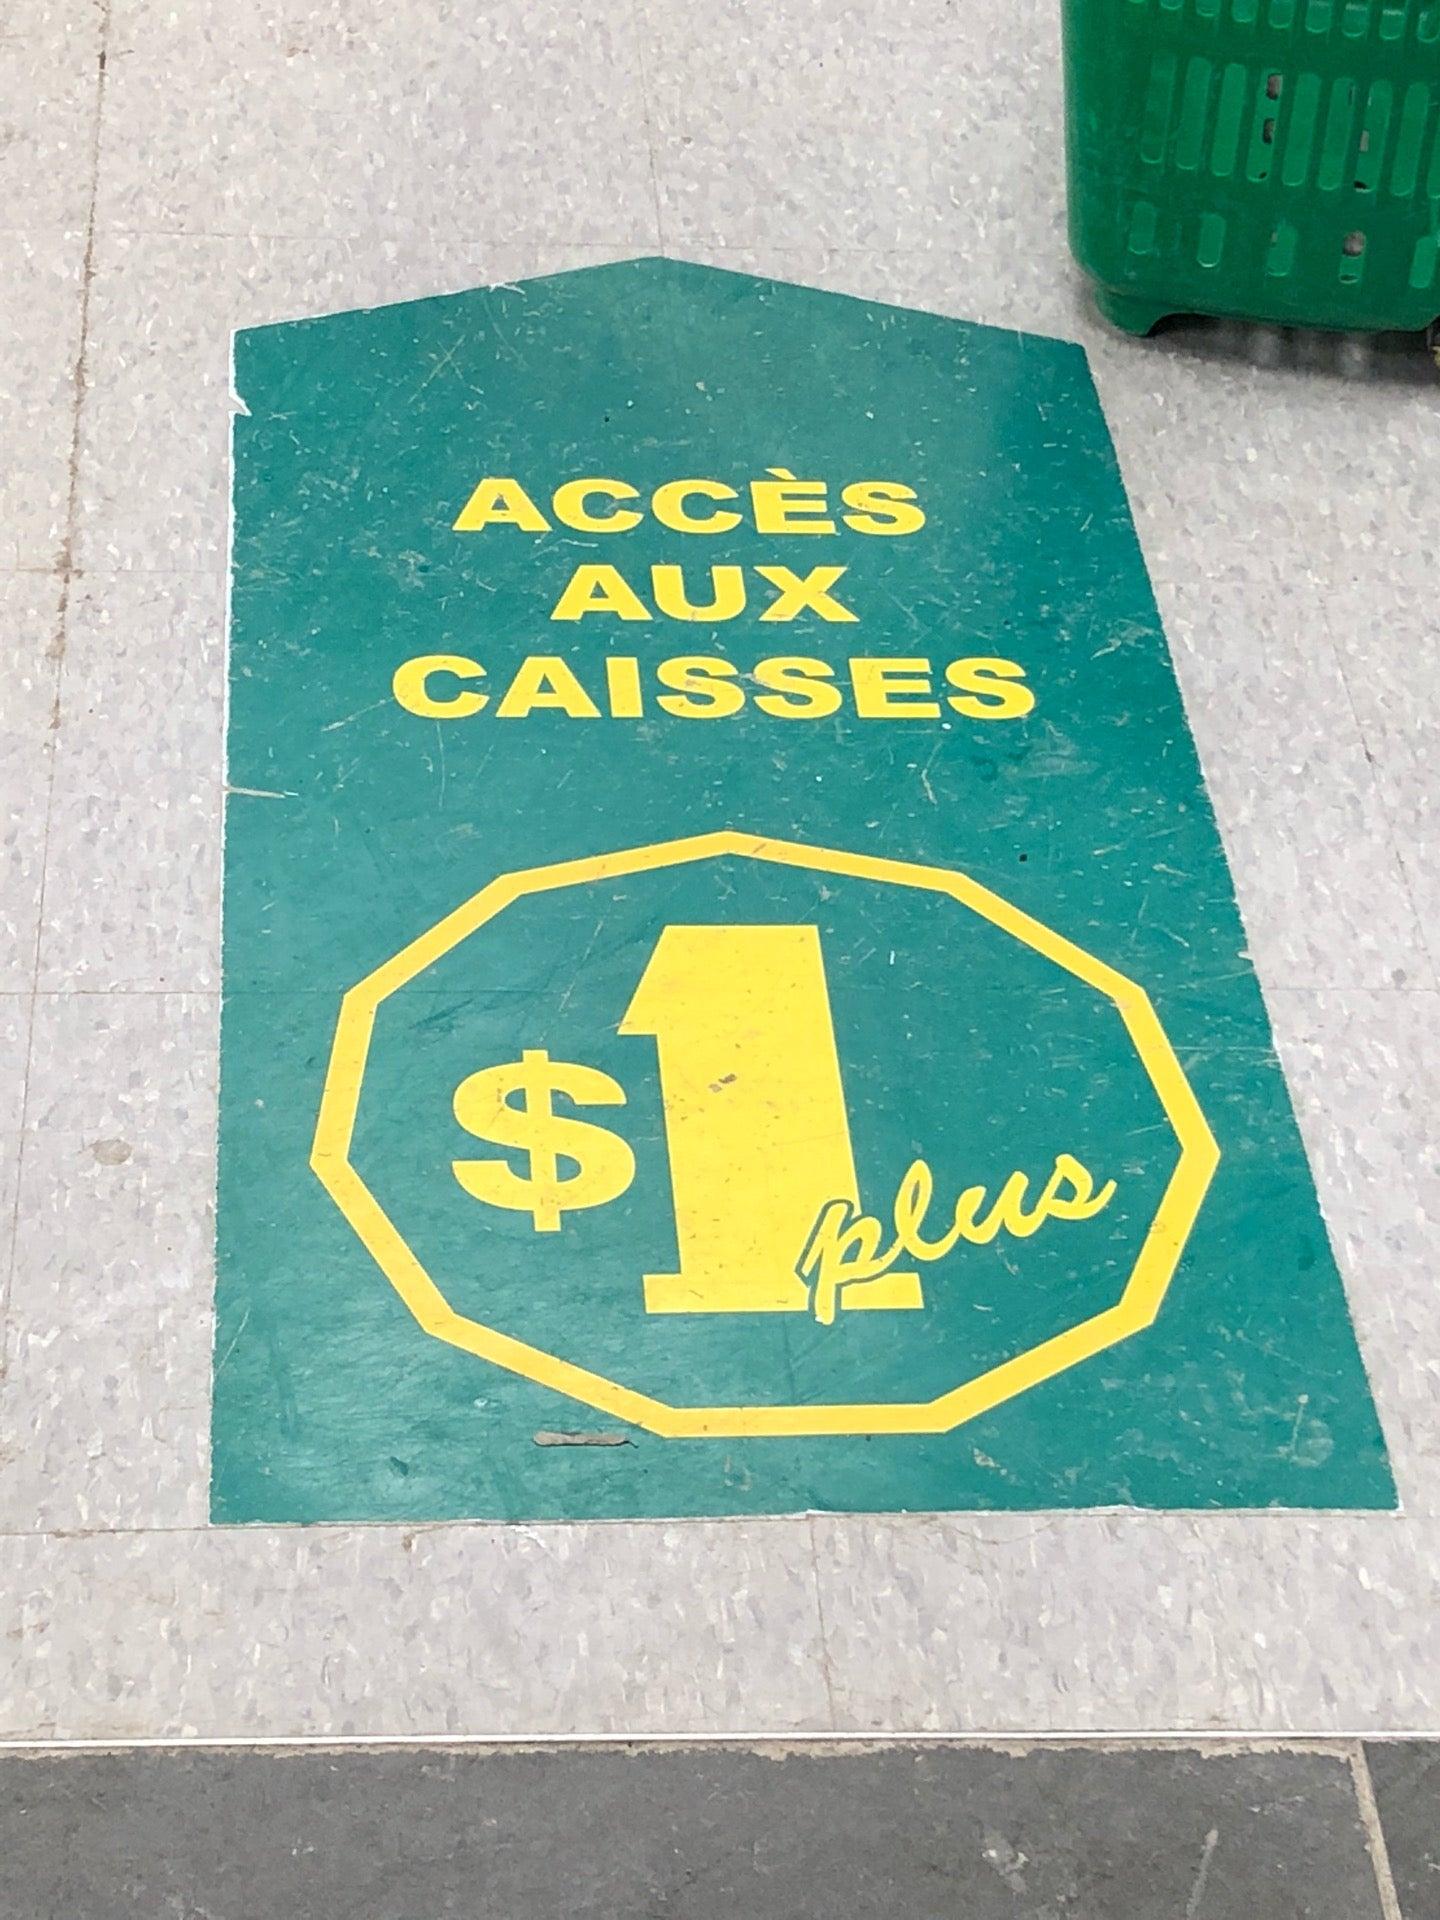 ACCÈS
AUX
CAISSES
$1 plus